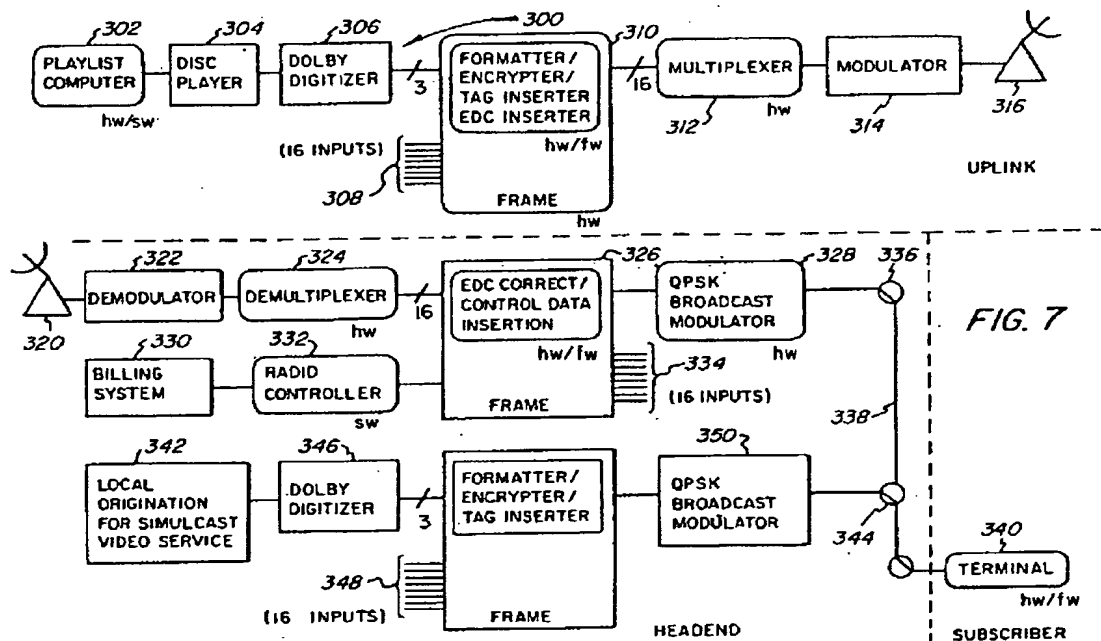 302
304
306
300
310
PLAYLIST
COMPUTER
hw/sw
DISC
PLAYER
DOLBY
DIGITIZER
3
FORMATTER/
ENCRYPTER/
TAG INSERTER
EDC INSERTER
hw/fw
(16 INPUTS)
308
FRAME
hw
16
MULTIPLEXER
312
hw
MODULATOR
314
316
UPLINK
320
322
DEMODULATOR
324
DEMULTIPLEXER
hw
16
326
EDC CORRECT/
CONTROL DATA
INSERTION
hw/fw
FRAME
328
QPSK
BROADCAST
MODULATOR
hw
336
FIG. 7
330
BILLING
SYSTEM
332
RADIO
CONTROLLER
sw
334
(16 INPUTS)
338
342
LOCAL
ORIGINATION
FOR SIMULCAST
VIDEO SERVICE
346
DOLBY
DIGITIZER
3
FORMATTER/
ENCRYPTER/
TAG INSERTER
348
(16 INPUTS)
FRAME
350
QPSK
BROADCAST
MODULATOR
344
340
TERMINAL
hw/fw
HEADEND
SUBSCRIBER